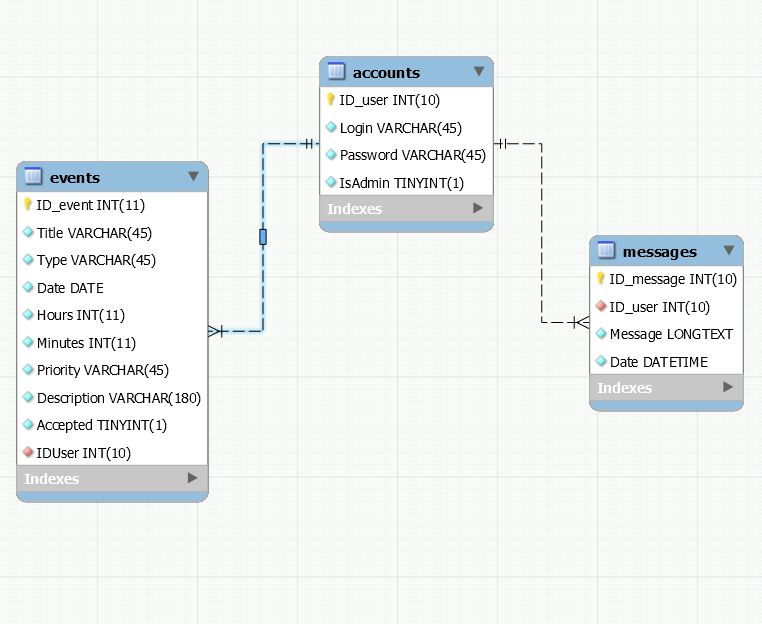 accounts
ID_user INT(10)
Login VARCHAR(45)
Password VARCHAR(45)
IsAdmin TINYINT(1)
Indexes
events
ID_event INT(11)
Title VARCHAR(45)
Type VARCHAR(45)
Date DATE
Hours INT(11)
Minutes INT(11)
Priority VARCHAR(45)
Description VARCHAR(180)
Accepted TINYINT(1)
IDUser INT(10)
Indexes
messages
ID_message INT(10)
ID_user INT(10)
Message LONGTEXT
Date DATETIME
Indexes